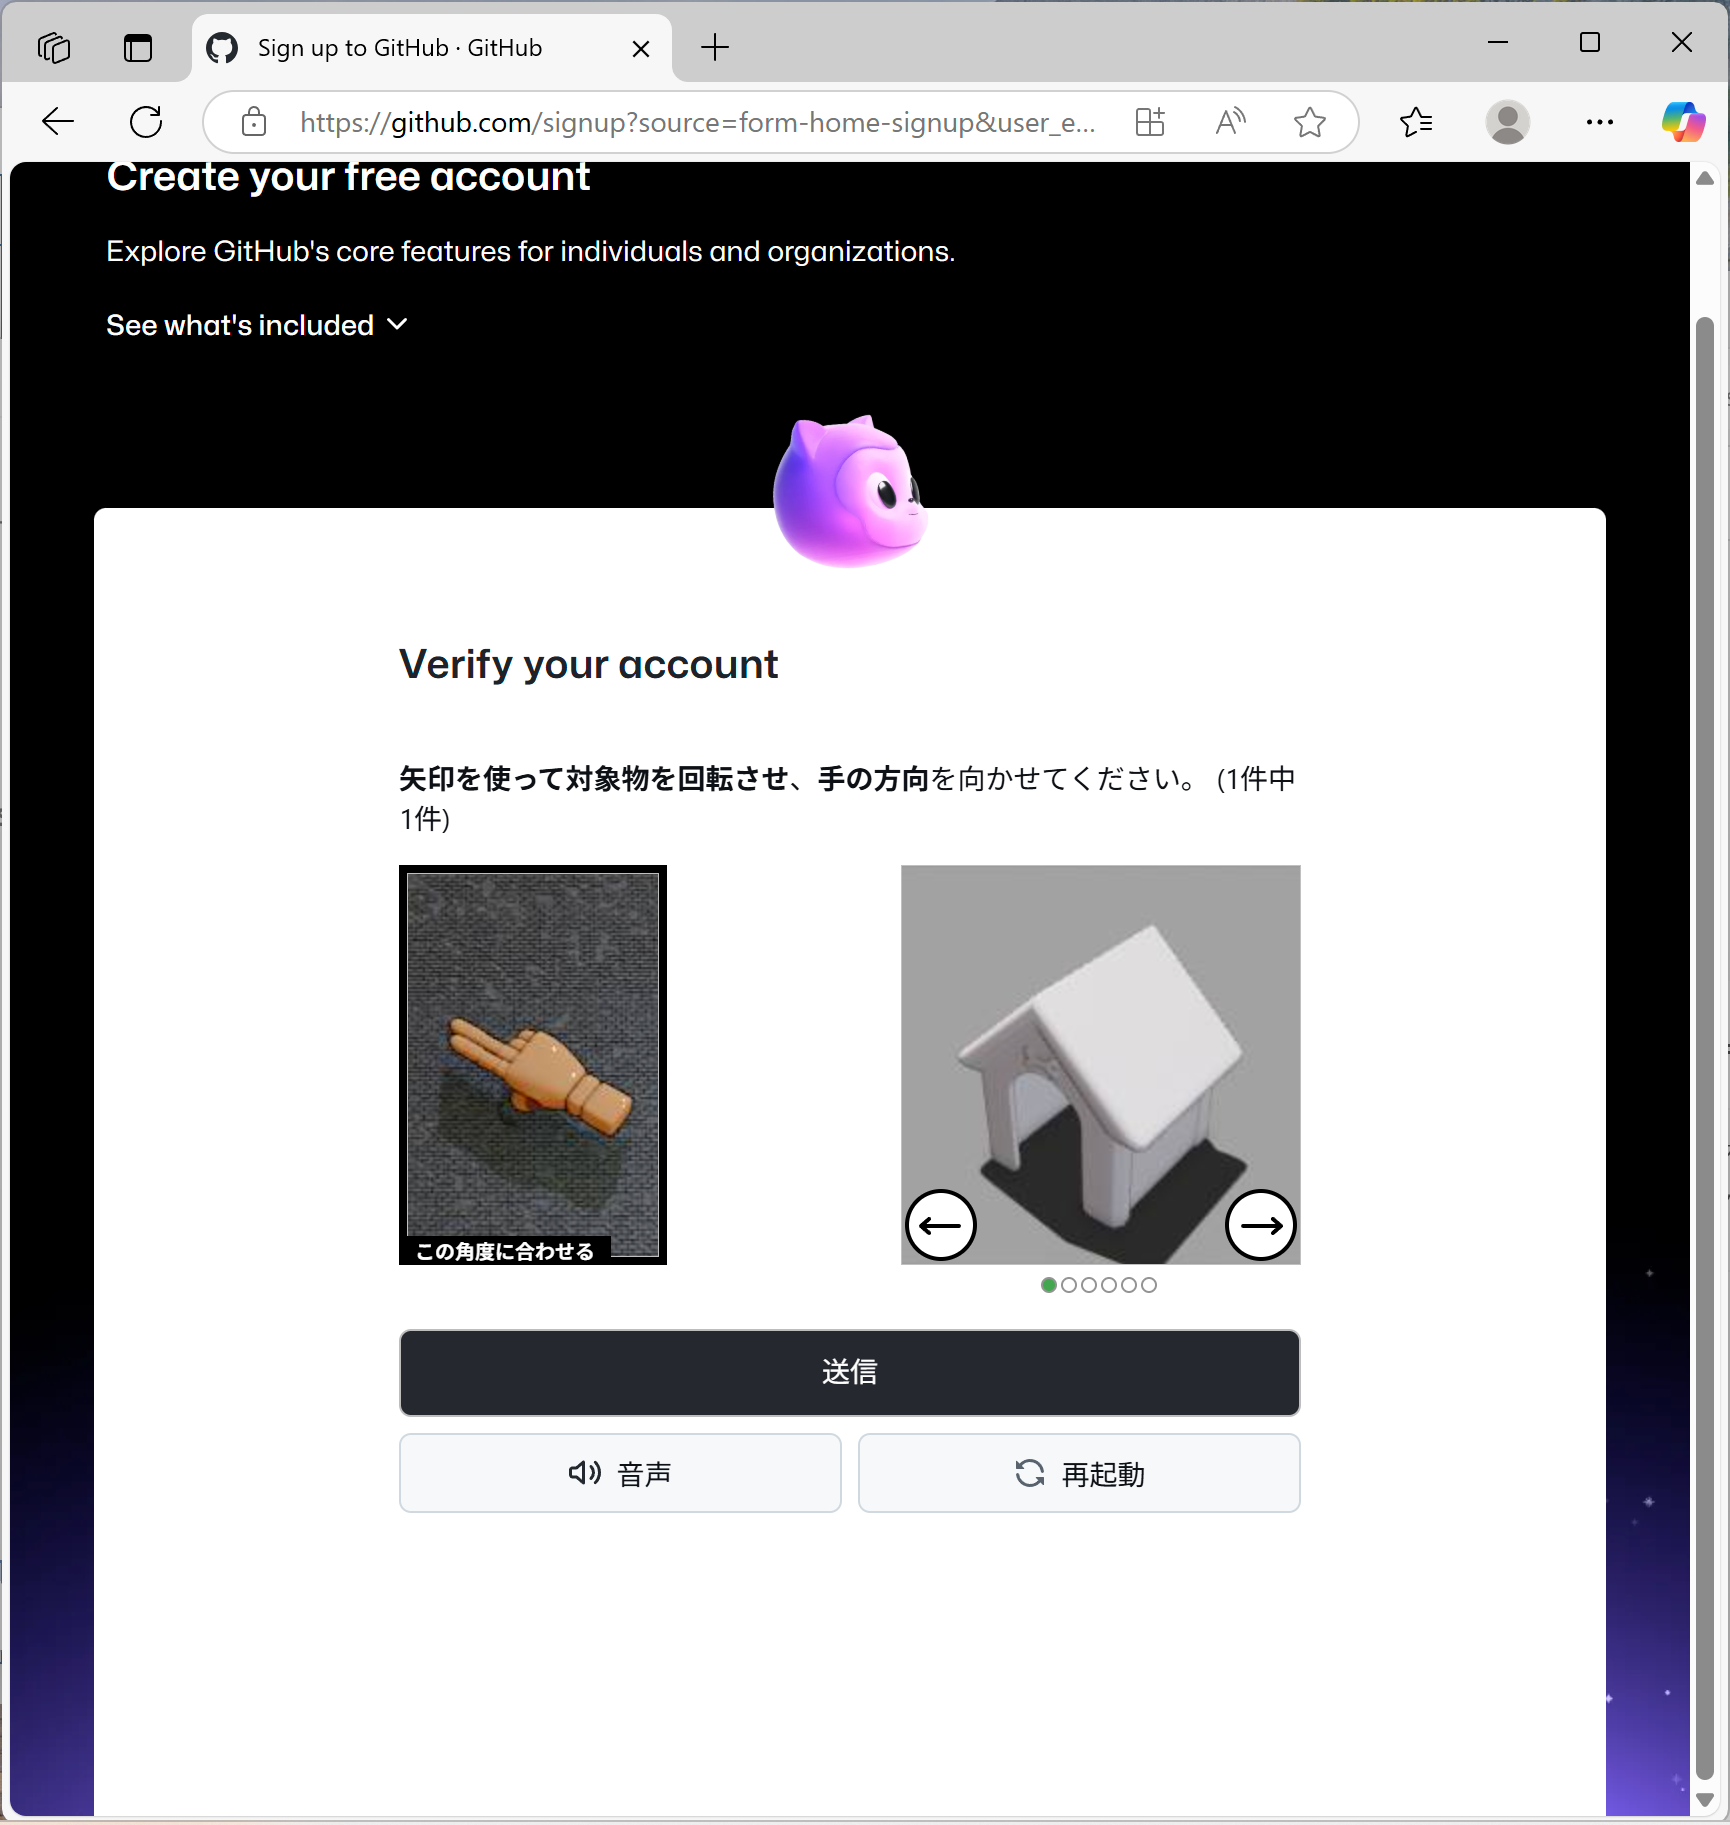 Sign up to GitHub · GitHub
https://github.com/signup?source=form-home-signup&user_e...
Create your free account
Explore GitHub's core features for individuals and organizations.
See what's included
Verify your account
矢印を使って対象物を回転させ、手の方向を向かせてください。 (1件中
1件)
この角度に合わせる
送信
音声
再起動